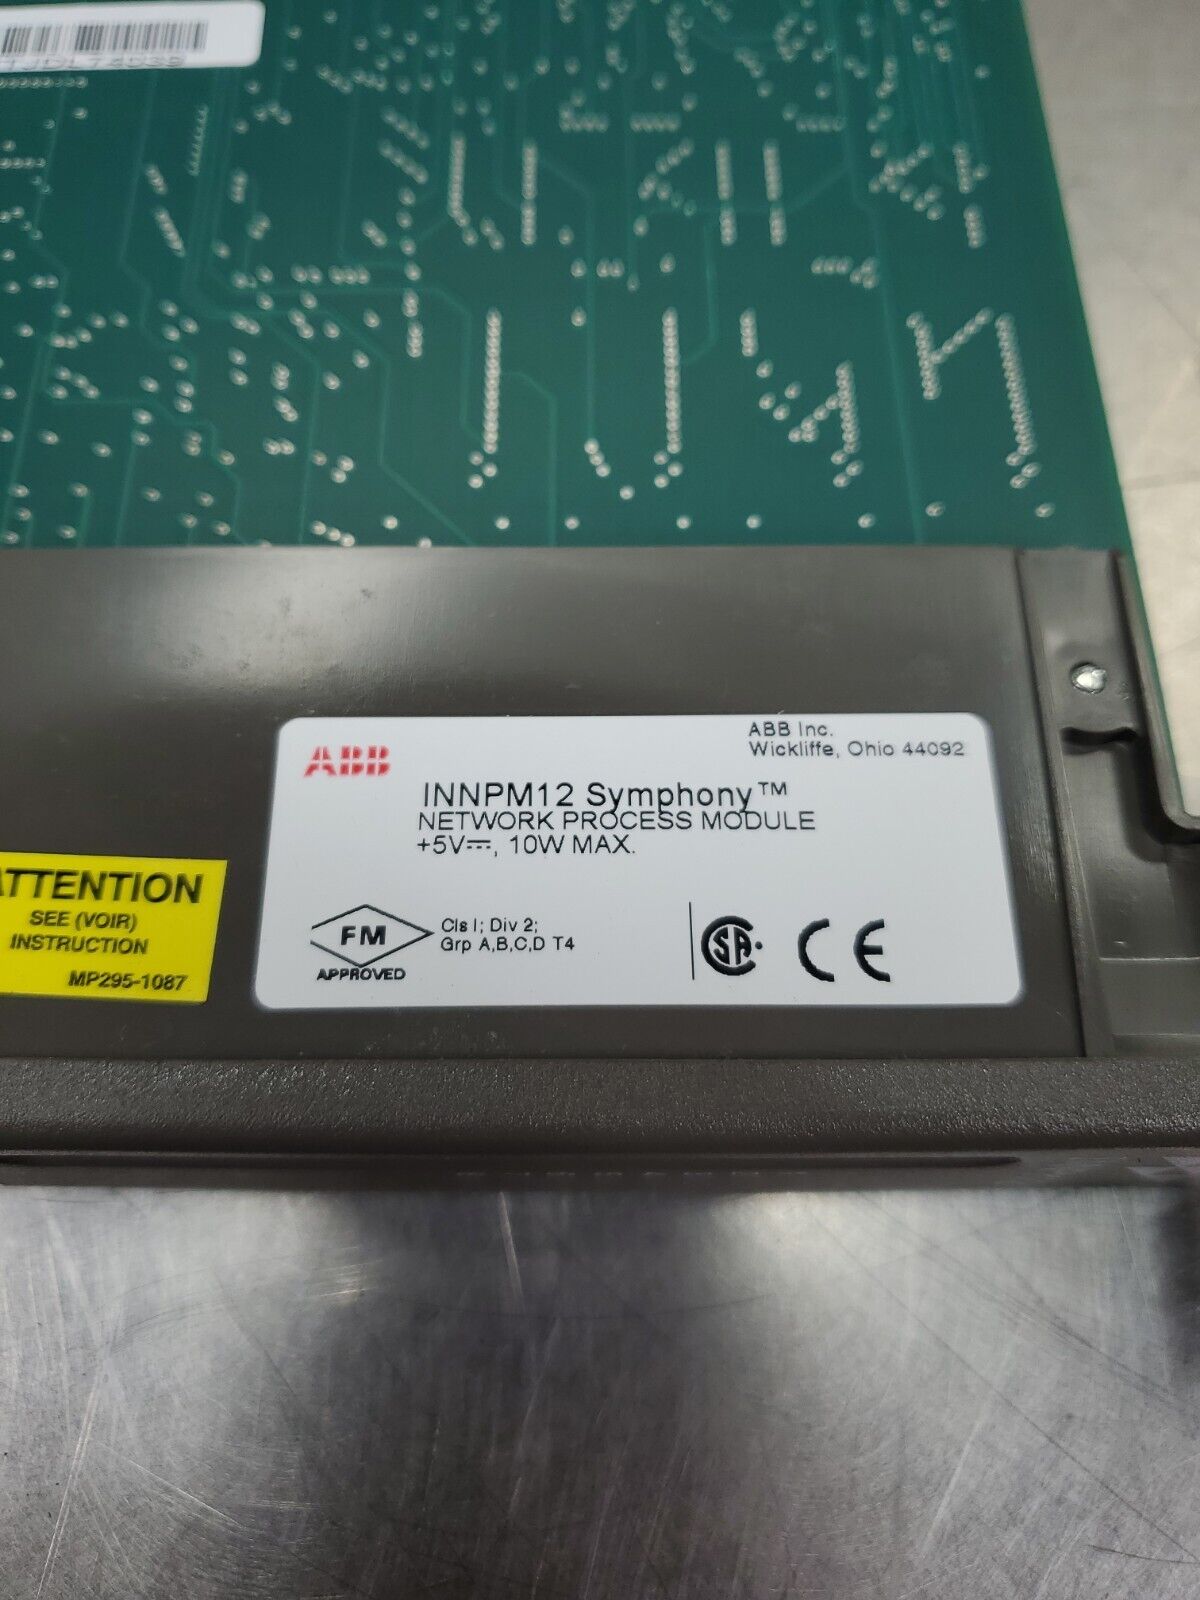 ABB
ABB Inc.
Wickliffe, Ohio 44092
INNPM12 Symphony™
NETWORK PROCESS MODULE
+5V⎓, 10W MAX.
FM
APPROVED
Cls I; Div 2;
Grp A,B,C,D T4
CSA
CE
ATTENTION
SEE (VOIR)
INSTRUCTION
MP295-1087